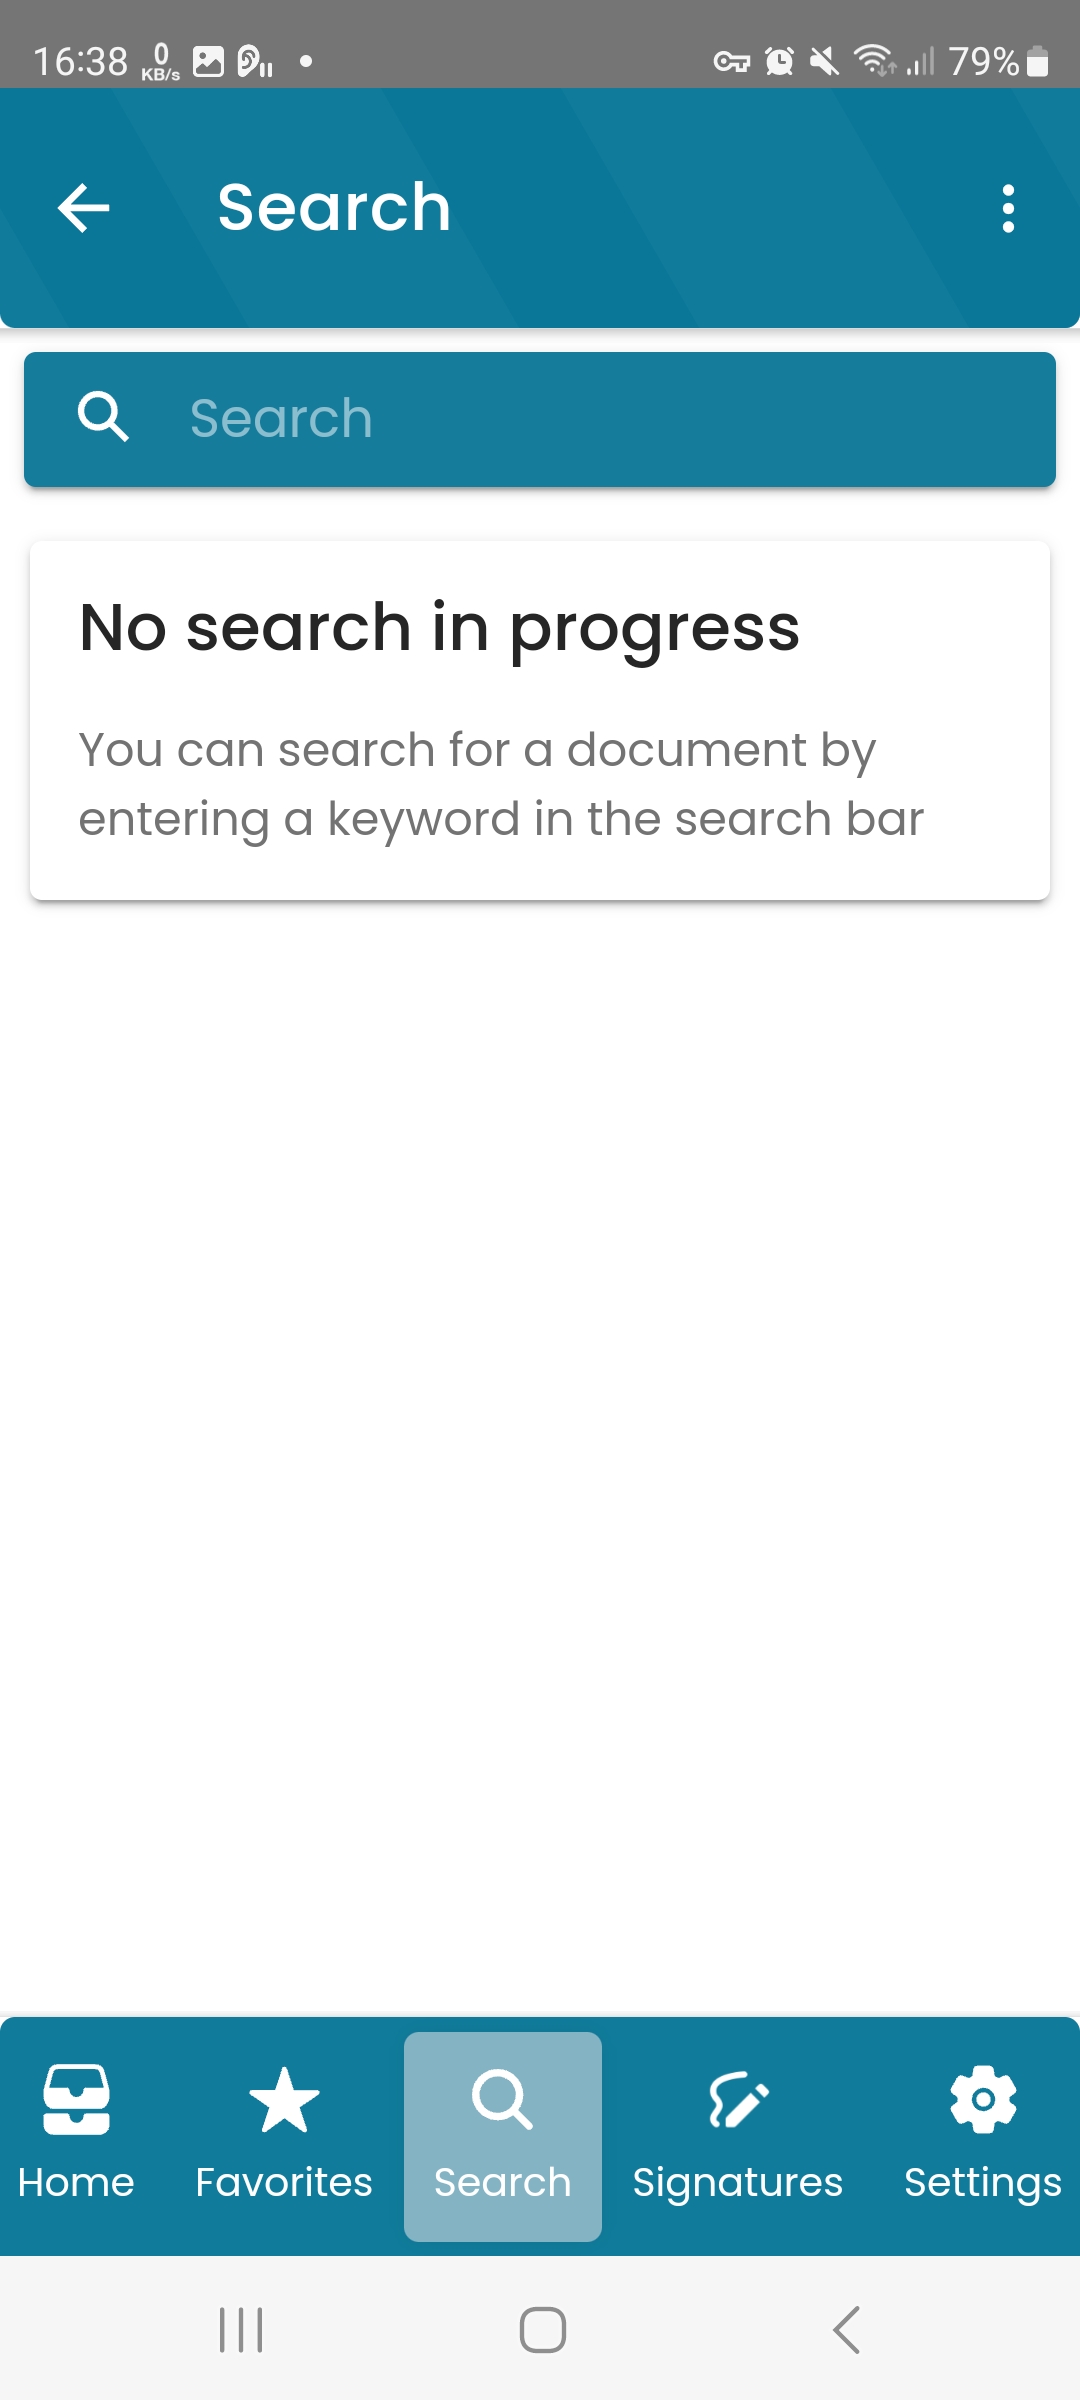 16:38 0 KB/s 79%
Search
Search
No search in progress
You can search for a document by
entering a keyword in the search bar
Home Favorites Search Signatures Settings